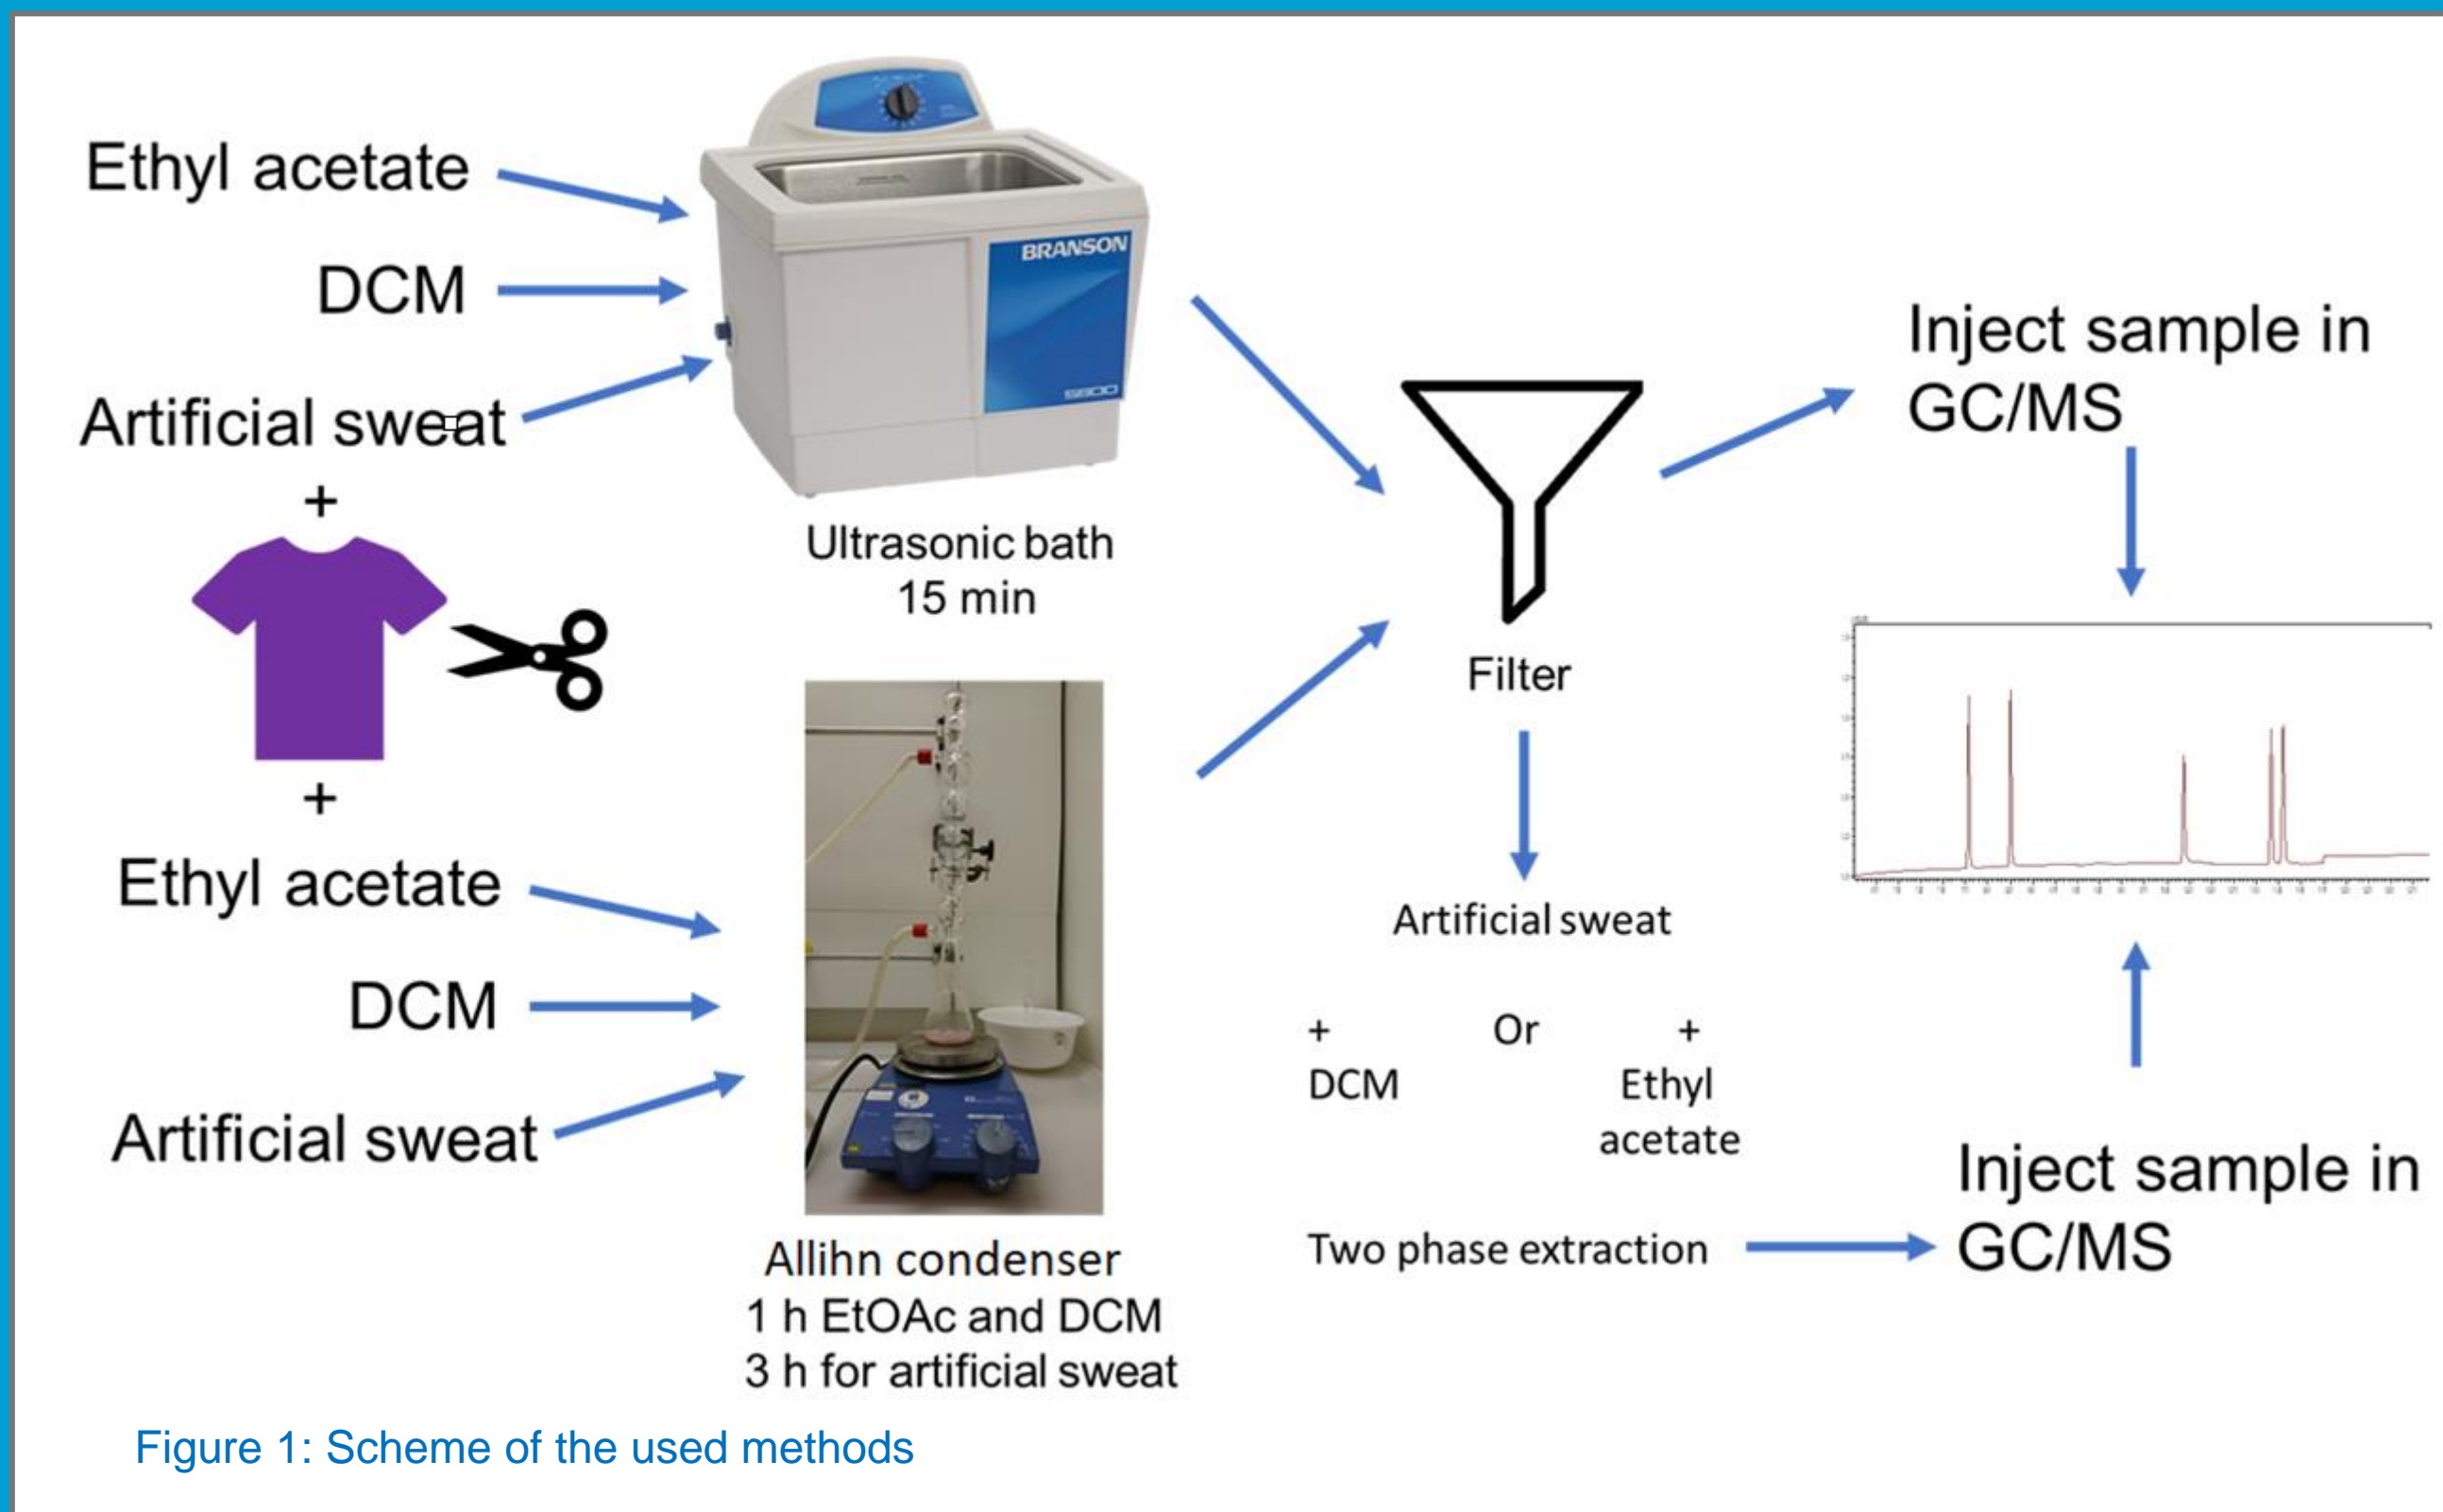 Ethyl acetate
DCM
Artificial sweat
+
+
Ethyl acetate
DCM
Artificial sweat
BRANSON
5800
Ultrasonic bath
15 min
Allihn condenser
1 h EtOAc and DCM
3 h for artificial sweat
Filter
Artificial sweat
+ Or +
DCM Ethyl
acetate
Two phase extraction
Inject sample in
GC/MS
Inject sample in
GC/MS
Figure 1: Scheme of the used methods